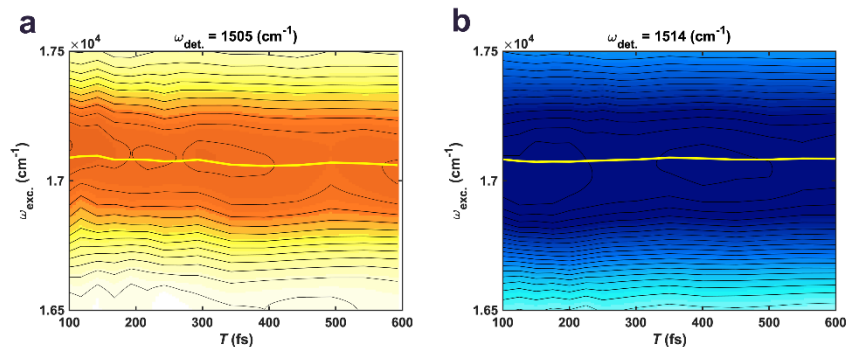 a
ω_det. = 1505 (cm⁻¹)
×10⁴
1.75
1.7
1.65
ω_exc. (cm⁻¹)
100 200 300 400 500 600
T (fs)
b
ω_det. = 1514 (cm⁻¹)
×10⁴
1.75
1.7
1.65
ω_exc. (cm⁻¹)
100 200 300 400 500 600
T (fs)